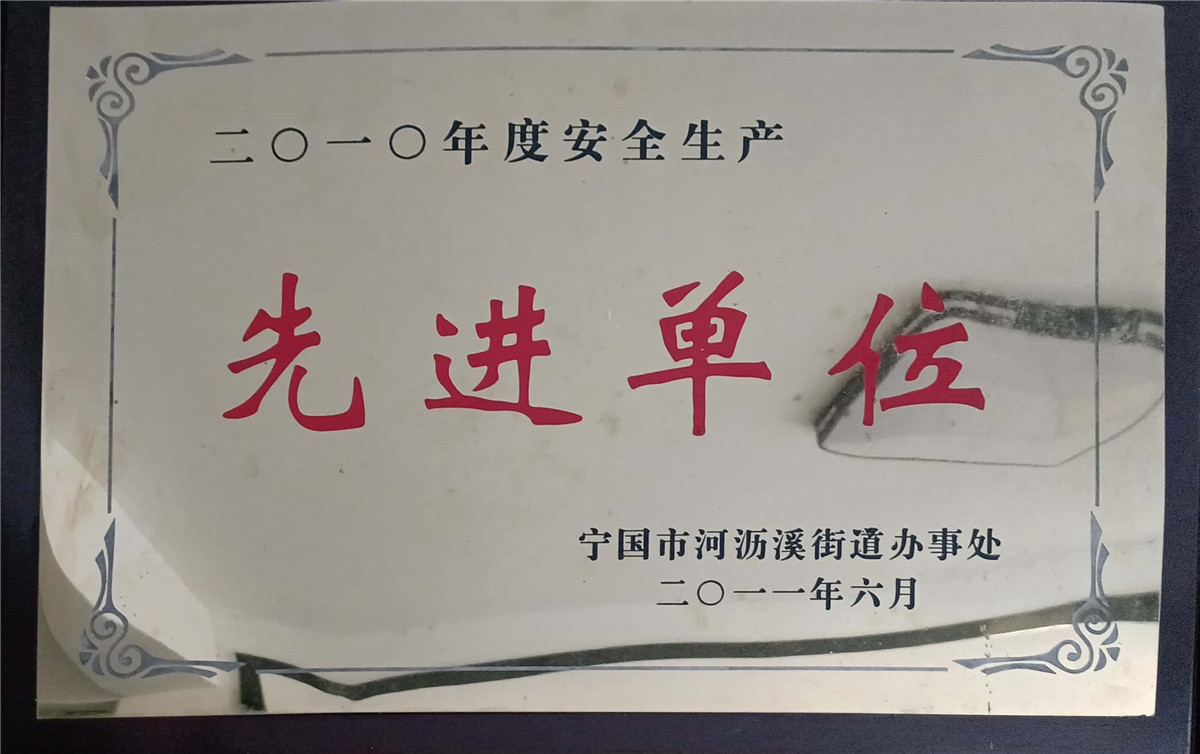 二〇一〇年度安全生产
先进单位
宁国市河沥溪街道办事处
二〇一一年六月